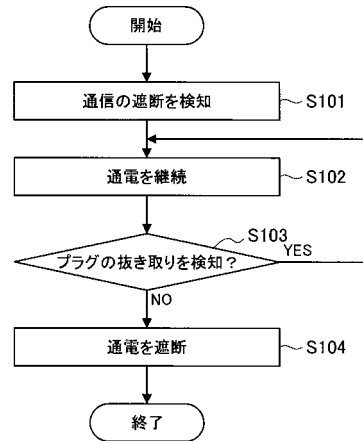 開始
通信の遮断を検知
S101
通電を継続
S102
S103
プラグの抜き取りを検知?
YES
NO
通電を遮断
S104
終了